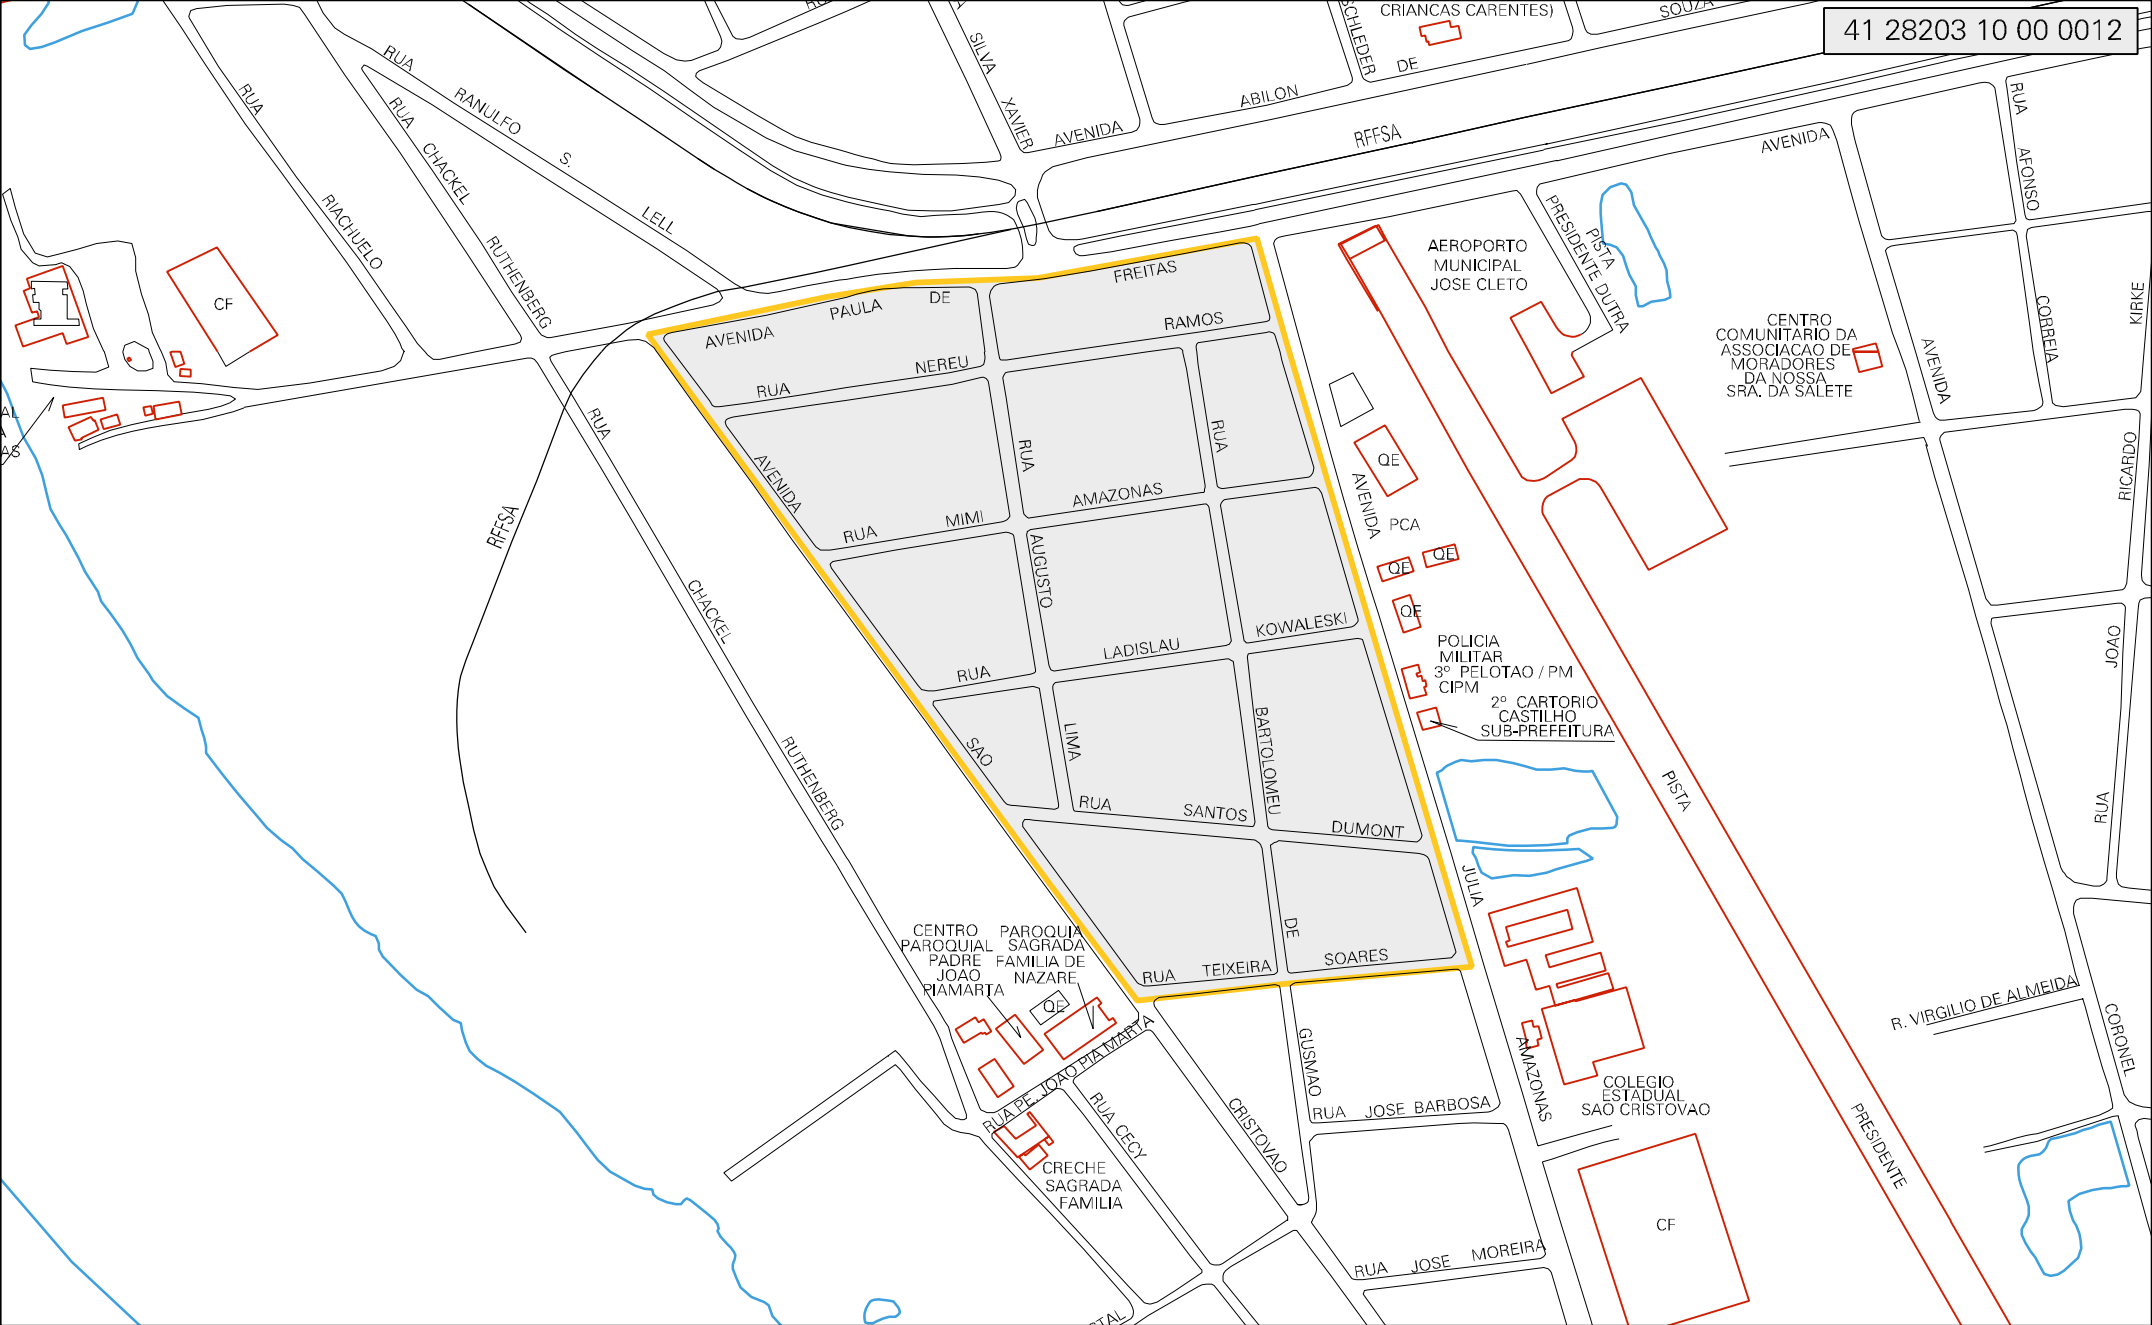 41 28203 10 00 0012
CRIANCAS CARENTES)
SCHLEDER
DE
SOUZA
SILVA
XAVIER
ABILON
AVENIDA
RFFSA
AVENIDA
RUA
AFONSO
CORREIA
KIRKE
RUA
RANULFO
S.
LELL
RUA
RIACHUELO
RUA
CHACKEL
RUTHENBERG
CF
PRESIDENTE DUTRA
PISTA
AEROPORTO
MUNICIPAL
JOSE CLETO
CENTRO
COMUNITARIO DA
ASSOCIACAO DE
MORADORES
DA NOSSA
SRA. DA SALETE
AVENIDA
RICARDO
JOAO
RUA
AVENIDA
PAULA
DE
FREITAS
RUA
NEREU
RAMOS
RUA
MIMI
AMAZONAS
RUA
LADISLAU
KOWALESKI
RUA
SANTOS
DUMONT
RUA
TEIXEIRA
SOARES
AVENIDA
SAO
CRISTOVAO
RUA
AUGUSTO
LIMA
RUA
BARTOLOMEU
DE
GUSMAO
AVENIDA
JULIA
AMAZONAS
RFFSA
RUA
CHACKEL
RUTHENBERG
AL
AS
QE
PCA
QE
QE
QE
POLICIA
MILITAR
3º PELOTAO / PM
CIPM
2º CARTORIO
CASTILHO
SUB-PREFEITURA
PISTA
PRESIDENTE
CENTRO
PAROQUIAL
PADRE
JOAO
PIAMARTA
PAROQUIA
SAGRADA
FAMILIA DE
NAZARE
QE
RUA PE. JOAO PIA MARTA
RUA CECY
CRECHE
SAGRADA
FAMILIA
RUA JOSE BARBOSA
RUA JOSE MOREIRA
COLEGIO
ESTADUAL
SAO CRISTOVAO
CF
R. VIRGILIO DE ALMEIDA
CORONEL